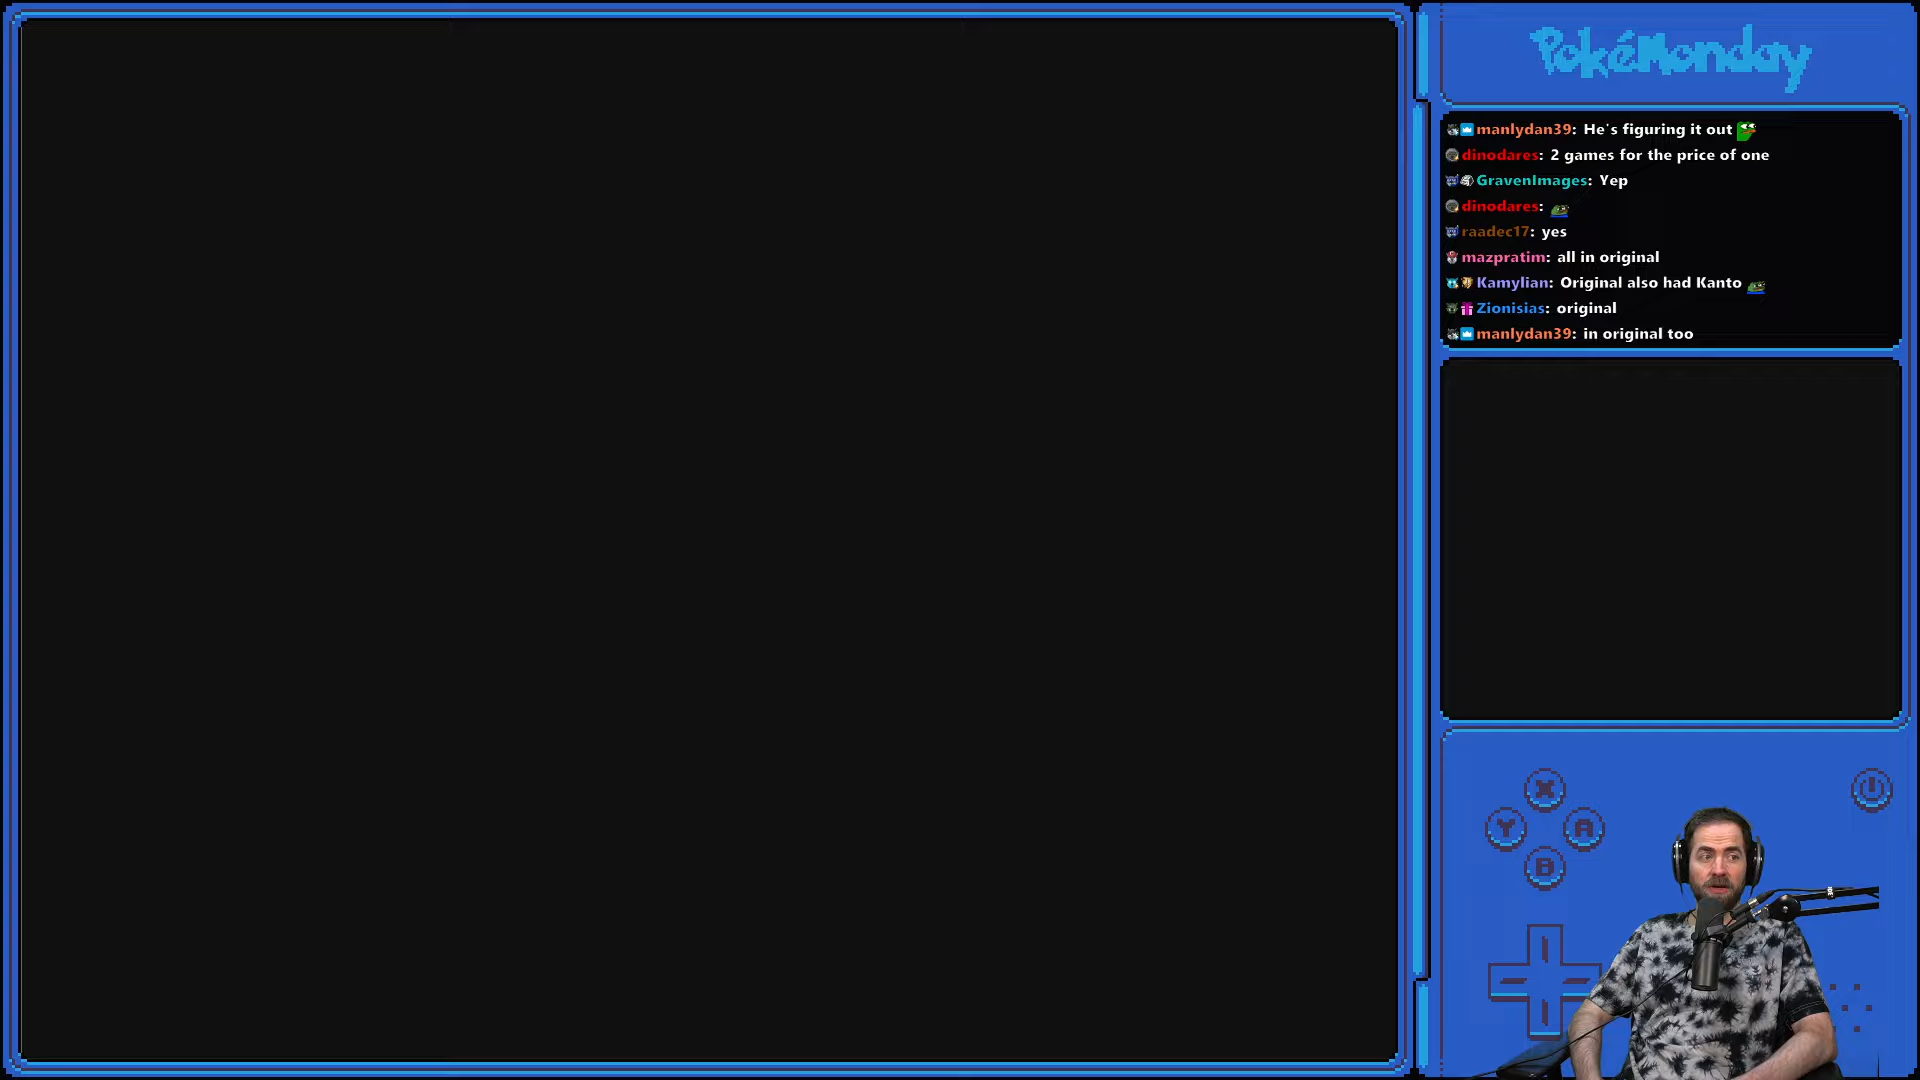 PokéMonday
manlydan39: He's figuring it out
dinodares: 2 games for the price of one
GravenImages: Yep
dinodares:
raadec17: yes
mazpratim: all in original
Kamylian: Original also had Kanto
Zionisias: original
manlydan39: in original too
X
Y A
B